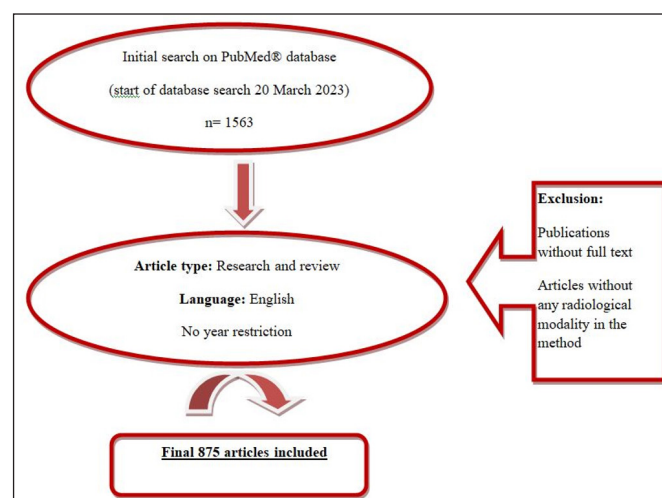 Initial search on PubMed® database
(start of database search 20 March 2023)
n= 1563
Article type: Research and review
Language: English
No year restriction
Exclusion:
Publications
without full text
Articles without
any radiological
modality in the
method
Final 875 articles included